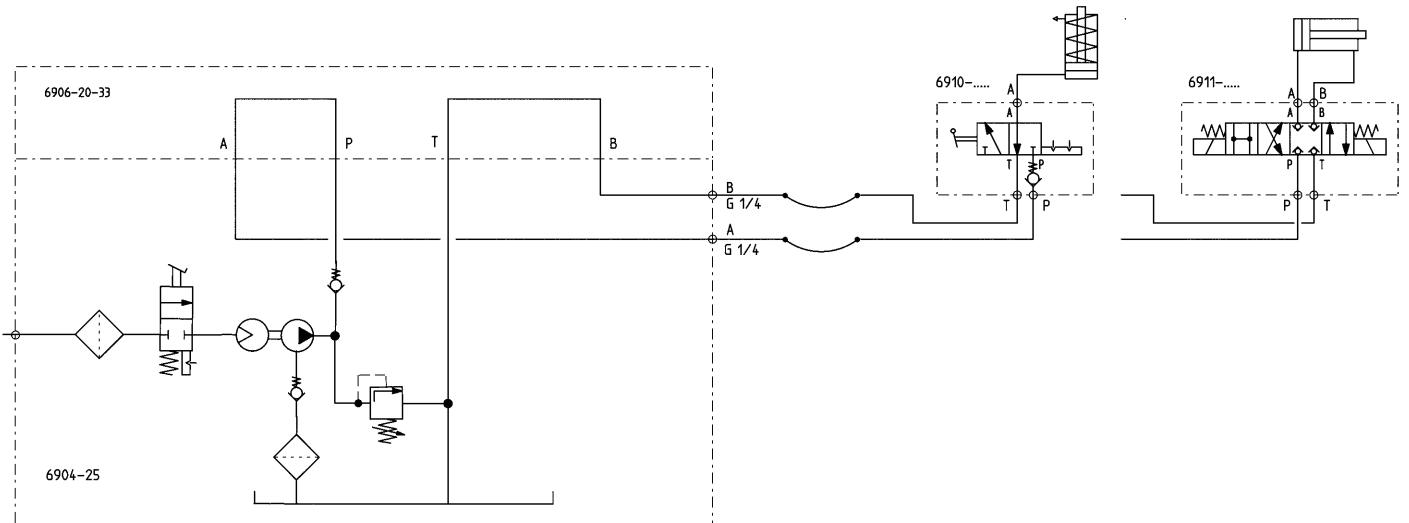 6906-20-33
A
P
T
B
B
G 1/4
A
G 1/4
6904-25
6910-.....
A
A
T
P
T
P
6911-.....
A
B
A
B
P
T
P
T